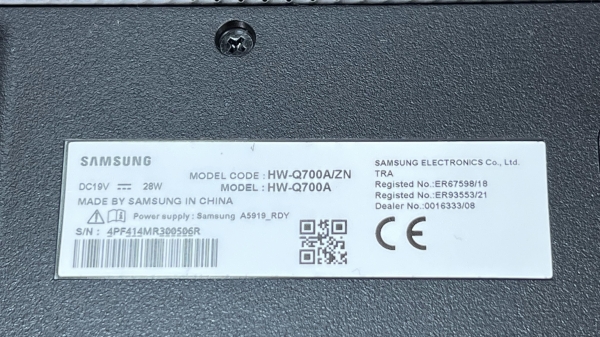 SAMSUNG
MODEL CODE : HW-Q700A/ZN
DC19V 28W MODEL : HW-Q700A
MADE BY SAMSUNG IN CHINA
Power supply : Samsung A5919_RDY
S/N : 4PF414MR300506R
SAMSUNG ELECTRONICS Co., Ltd.
TRA
Registed No.:ER67598/18
Registed No.:ER93553/21
Dealer No.:0016333/08
CE